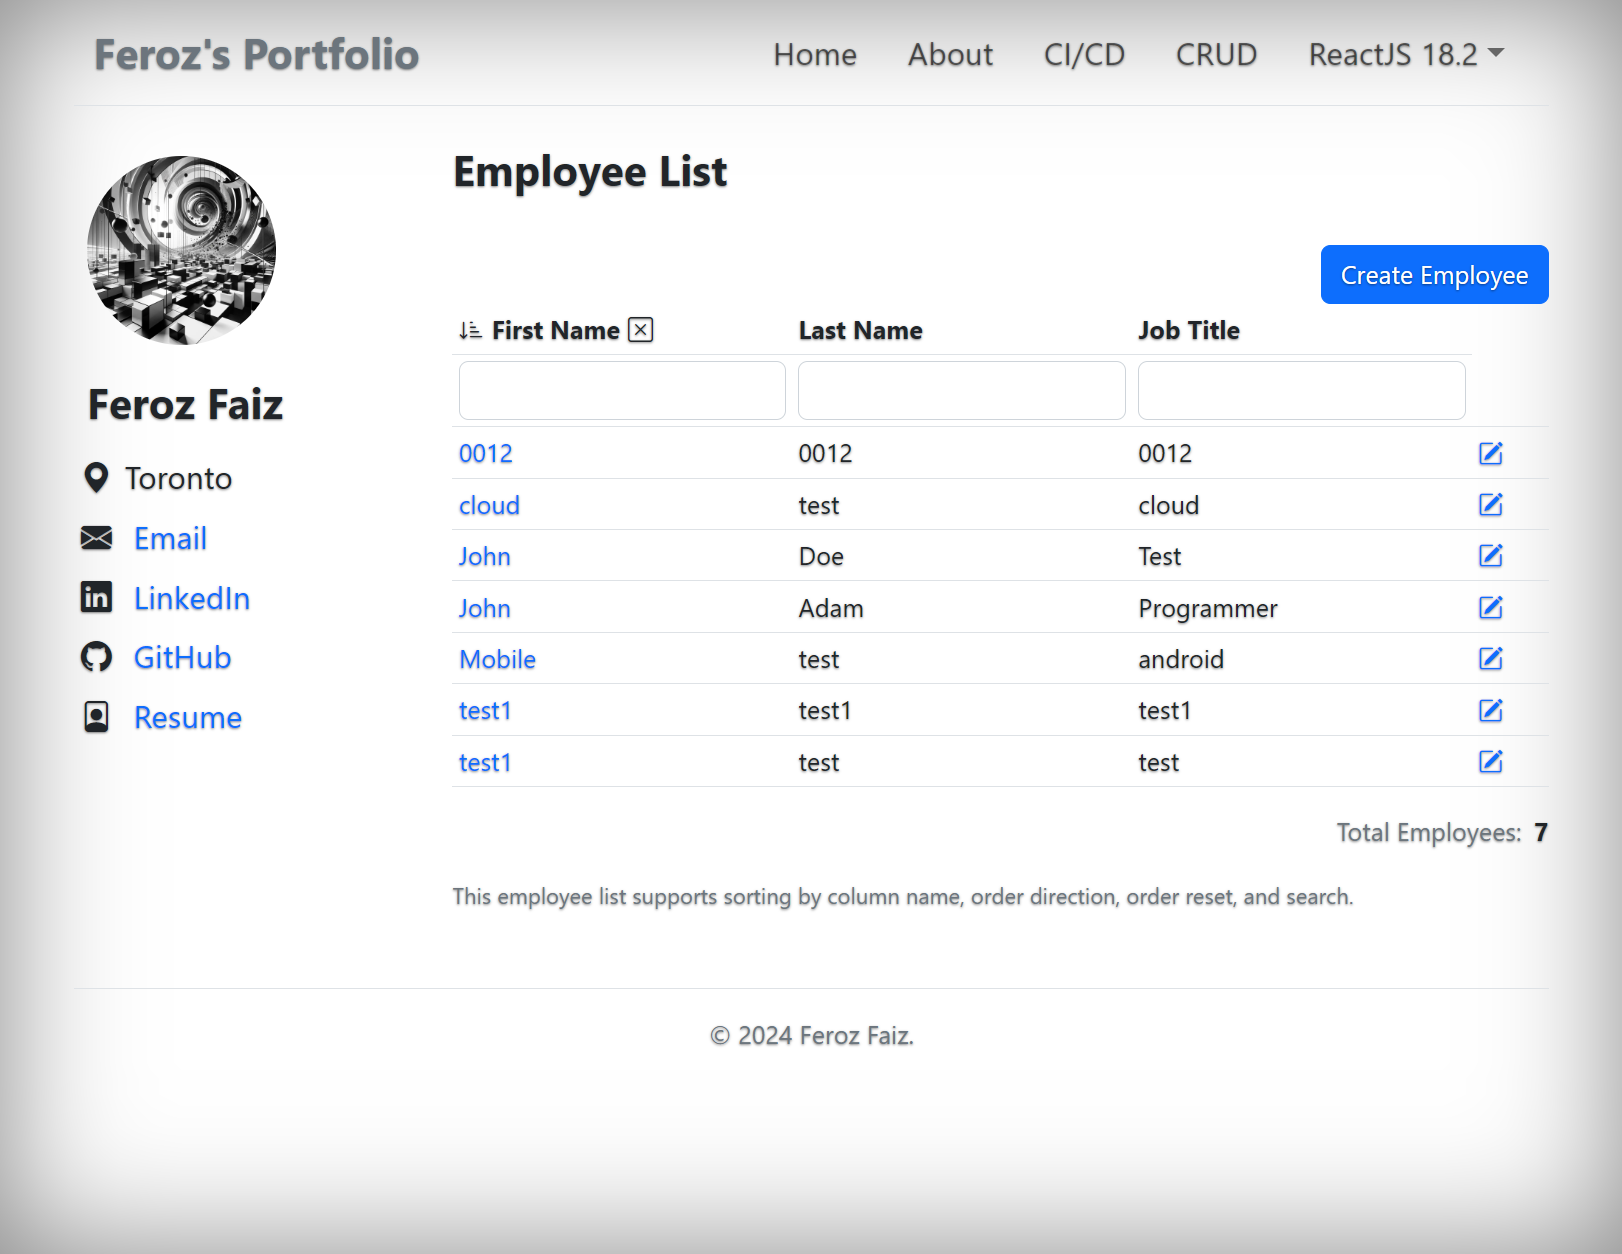 Feroz's Portfolio Home About CI/CD CRUD ReactJS 18.2
Feroz Faiz
Toronto
Email
LinkedIn
GitHub
Resume
Employee List
Create Employee
First Name Last Name Job Title
0012 0012 0012
cloud test cloud
John Doe Test
John Adam Programmer
Mobile test android
test1 test1 test1
test1 test test
Total Employees: 7
This employee list supports sorting by column name, order direction, order reset, and search.
© 2024 Feroz Faiz.